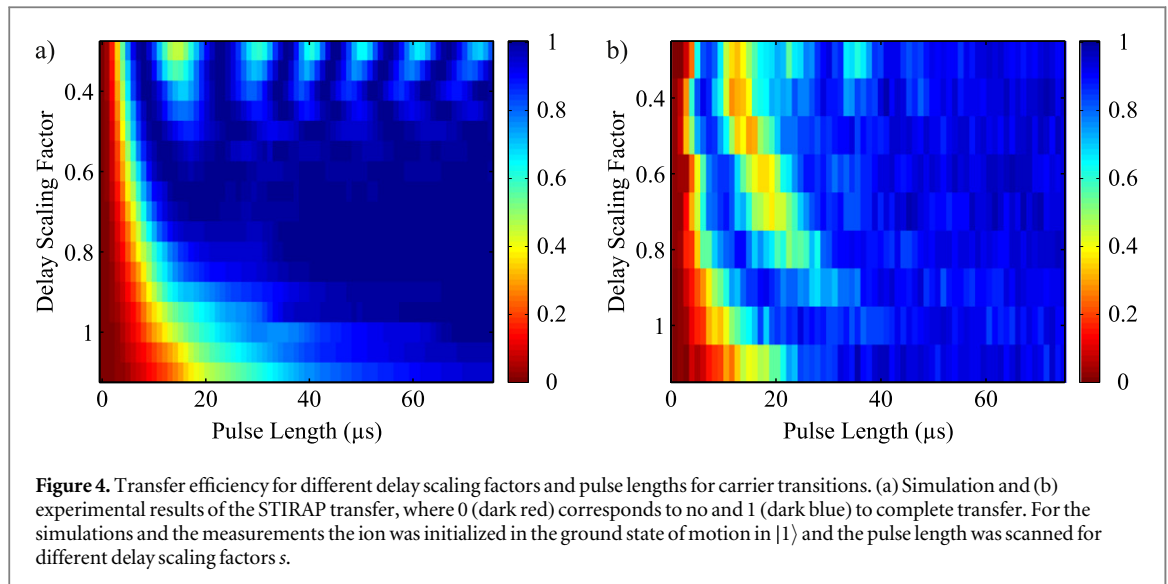 a)
Delay Scaling Factor
0.4
0.6
0.8
1
0
20
40
60
Pulse Length (µs)
1
0.8
0.6
0.4
0.2
0
b)
Delay Scaling Factor
0.4
0.6
0.8
1
0
20
40
60
Pulse Length (µs)
1
0.8
0.6
0.4
0.2
0
Figure 4. Transfer efficiency for different delay scaling factors and pulse lengths for carrier transitions. (a) Simulation and (b)
experimental results of the STIRAP transfer, where 0 (dark red) corresponds to no and 1 (dark blue) to complete transfer. For the
simulations and the measurements the ion was initialized in the ground state of motion in |1⟩ and the pulse length was scanned for
different delay scaling factors s.